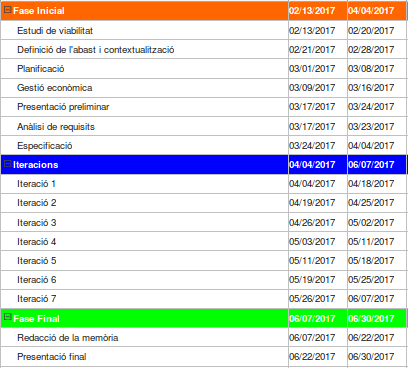 Fase Inicial 02/13/2017 04/04/2017
Estudi de viabilitat 02/13/2017 02/20/2017
Definició de l'abast i contextualització 02/21/2017 02/28/2017
Planificació 03/01/2017 03/08/2017
Gestió econòmica 03/09/2017 03/16/2017
Presentació preliminar 03/17/2017 03/24/2017
Anàlisi de requisits 03/17/2017 03/23/2017
Especificació 03/24/2017 04/04/2017
Iteracions 04/04/2017 06/07/2017
Iteració 1 04/04/2017 04/18/2017
Iteració 2 04/19/2017 04/25/2017
Iteració 3 04/26/2017 05/02/2017
Iteració 4 05/03/2017 05/11/2017
Iteració 5 05/11/2017 05/18/2017
Iteració 6 05/19/2017 05/25/2017
Iteració 7 05/26/2017 06/07/2017
Fase Final 06/07/2017 06/30/2017
Redacció de la memòria 06/07/2017 06/22/2017
Presentació final 06/22/2017 06/30/2017